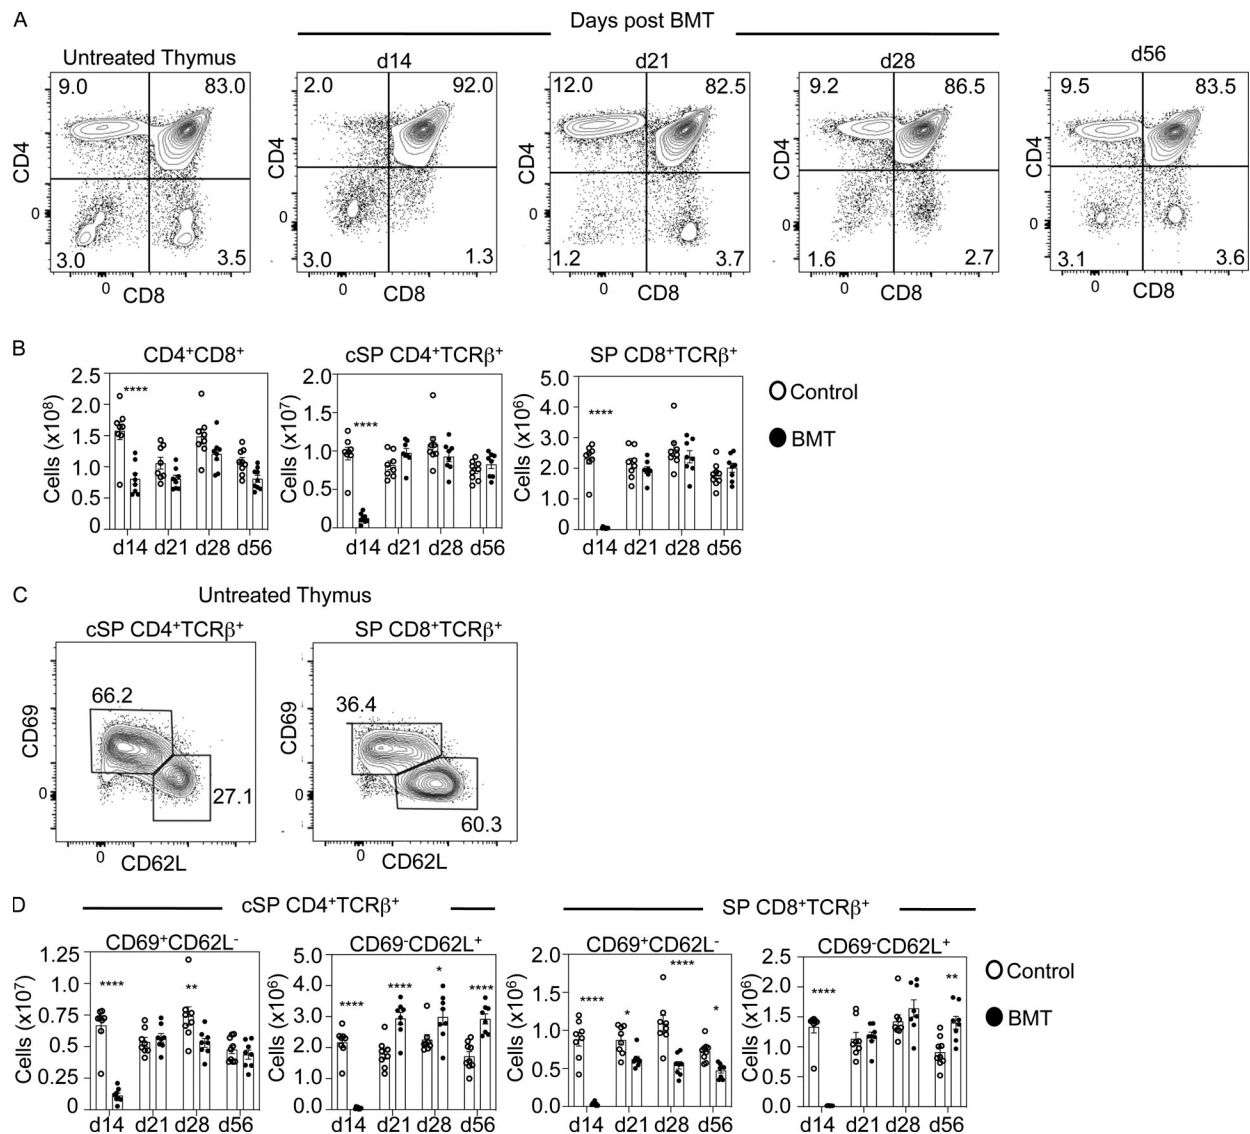 A
Days post BMT
Untreated Thymus
d14
d21
d28
d56
9.0 83.0
3.0 3.5
CD4
0
0
CD8
2.0 92.0
3.0 1.3
CD4
0
0
CD8
12.0 82.5
1.2 3.7
CD4
0
0
CD8
9.2 86.5
1.6 2.7
CD4
0
0
CD8
9.5 83.5
3.1 3.6
CD4
0
0
CD8
B
CD4⁺CD8⁺
Cells (x10⁸)
2.5
2.0
1.5
1.0
0.5
0
****
d14 d21 d28 d56
cSP CD4⁺TCRβ⁺
Cells (x10⁷)
2.0
1.5
1.0
0.5
0
****
d14 d21 d28 d56
SP CD8⁺TCRβ⁺
Cells (x10⁶)
5.0
4.0
3.0
2.0
1.0
0.0
****
d14 d21 d28 d56
Control
BMT
C
Untreated Thymus
cSP CD4⁺TCRβ⁺
66.2
27.1
CD69
0
0
CD62L
SP CD8⁺TCRβ⁺
36.4
60.3
CD69
0
0
CD62L
D
cSP CD4⁺TCRβ⁺
SP CD8⁺TCRβ⁺
CD69⁺CD62L⁻
Cells (x10⁷)
1.25
1.0
0.75
0.5
0.25
0
****
**
d14 d21 d28 d56
CD69⁻CD62L⁺
Cells (x10⁶)
5.0
4.0
3.0
2.0
1.0
0.0
****
****
*
****
d14 d21 d28 d56
CD69⁺CD62L⁻
Cells (x10⁶)
2.0
1.5
1.0
0.5
0.0
****
*
****
*
d14 d21 d28 d56
CD69⁻CD62L⁺
Cells (x10⁶)
2.5
2.0
1.5
1.0
0.5
0.0
****
**
d14 d21 d28 d56
Control
BMT